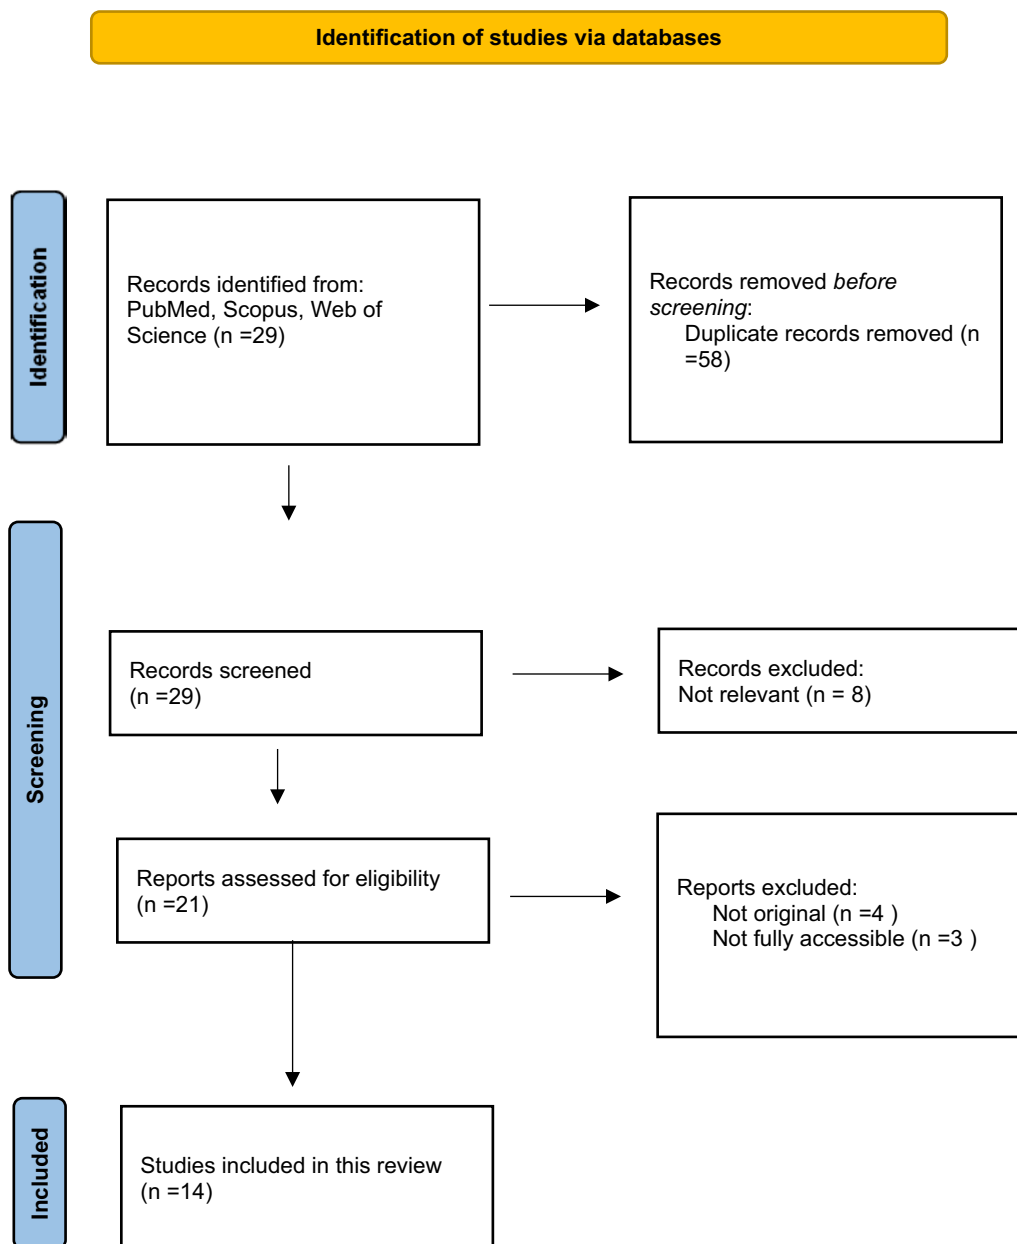 Identification of studies via databases
Identification
Records identified from:
PubMed, Scopus, Web of
Science (n =29)
Records removed before
screening:
Duplicate records removed (n
=58)
Screening
Records screened
(n =29)
Records excluded:
Not relevant (n = 8)
Reports assessed for eligibility
(n =21)
Reports excluded:
Not original (n =4 )
Not fully accessible (n =3 )
Included
Studies included in this review
(n =14)